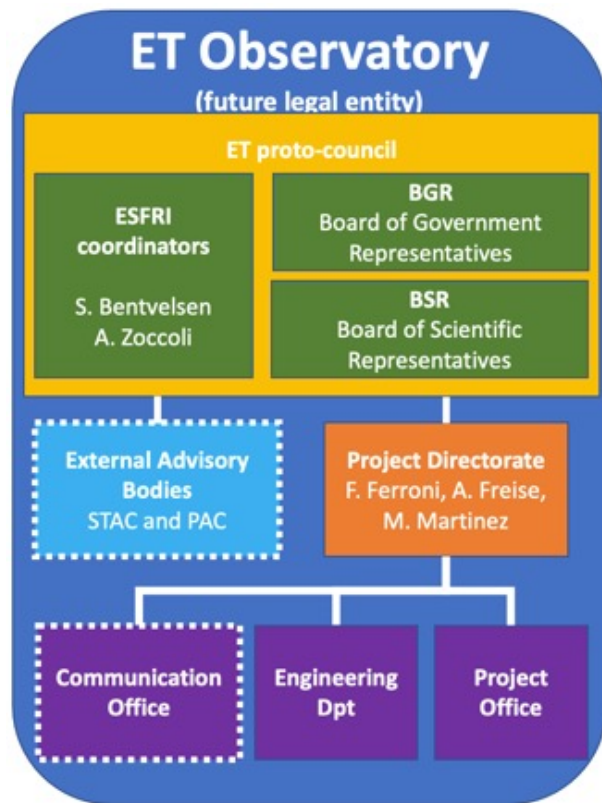 ET Observatory
(future legal entity)
ET proto-council
ESFRI
coordinators
S. Bentvelsen
A. Zoccoli
BGR
Board of Government
Representatives
BSR
Board of Scientific
Representatives
External Advisory
Bodies
STAC and PAC
Project Directorate
F. Ferroni, A. Freise,
M. Martinez
Communication
Office
Engineering
Dpt
Project
Office